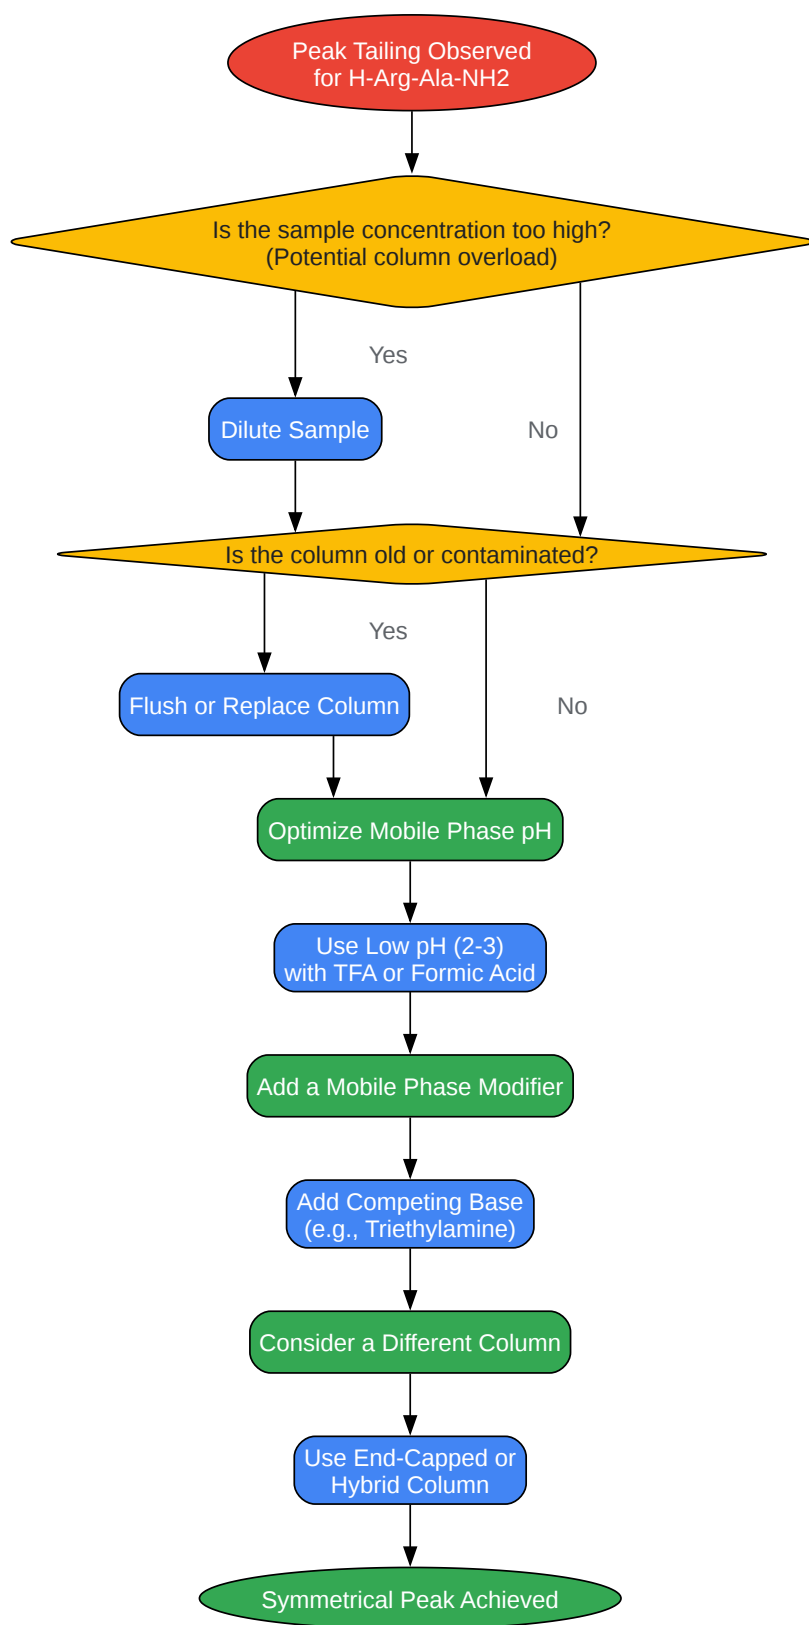 Peak Tailing Observed
for H-Arg-Ala-NH2
Is the sample concentration too high?
(Potential column overload)
Yes
Dilute Sample
No
Is the column old or contaminated?
Yes
Flush or Replace Column
No
Optimize Mobile Phase pH
Use Low pH (2-3)
with TFA or Formic Acid
Add a Mobile Phase Modifier
Add Competing Base
(e.g., Triethylamine)
Consider a Different Column
Use End-Capped or
Hybrid Column
Symmetrical Peak Achieved